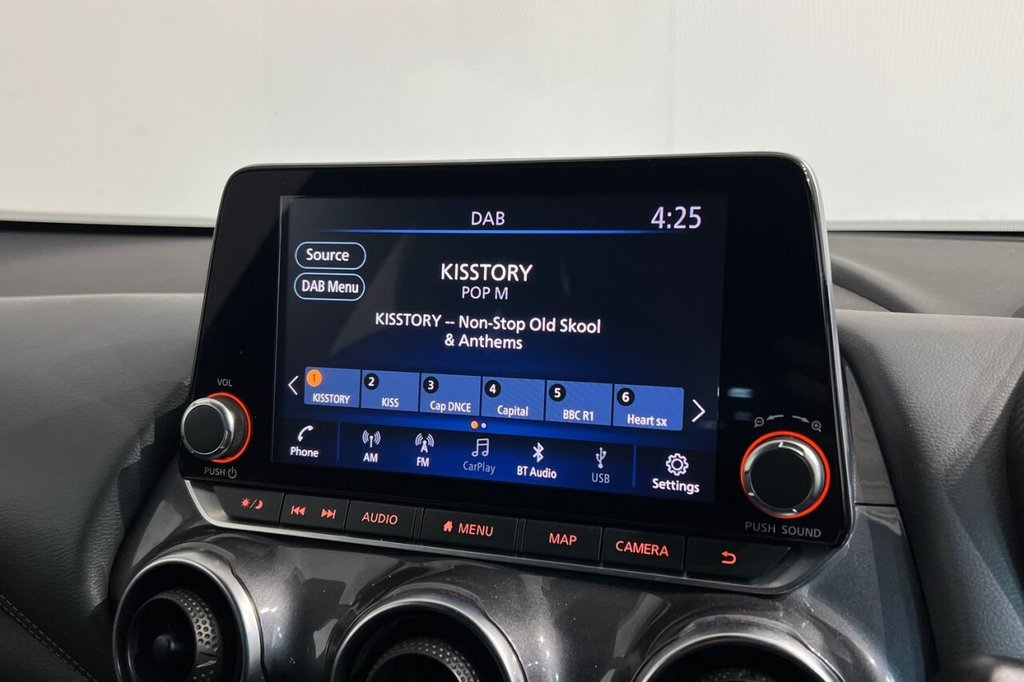 DAB
4:25
Source
DAB Menu
KISSTORY
POP M
KISSTORY -- Non-Stop Old Skool
& Anthems
1
KISSTORY
2
KISS
3
Cap DNCE
4
Capital
5
BBC R1
6
Heart sx
Phone
AM
FM
CarPlay
BT Audio
USB
Settings
VOL
PUSH
PUSH SOUND
AUDIO
MENU
MAP
CAMERA